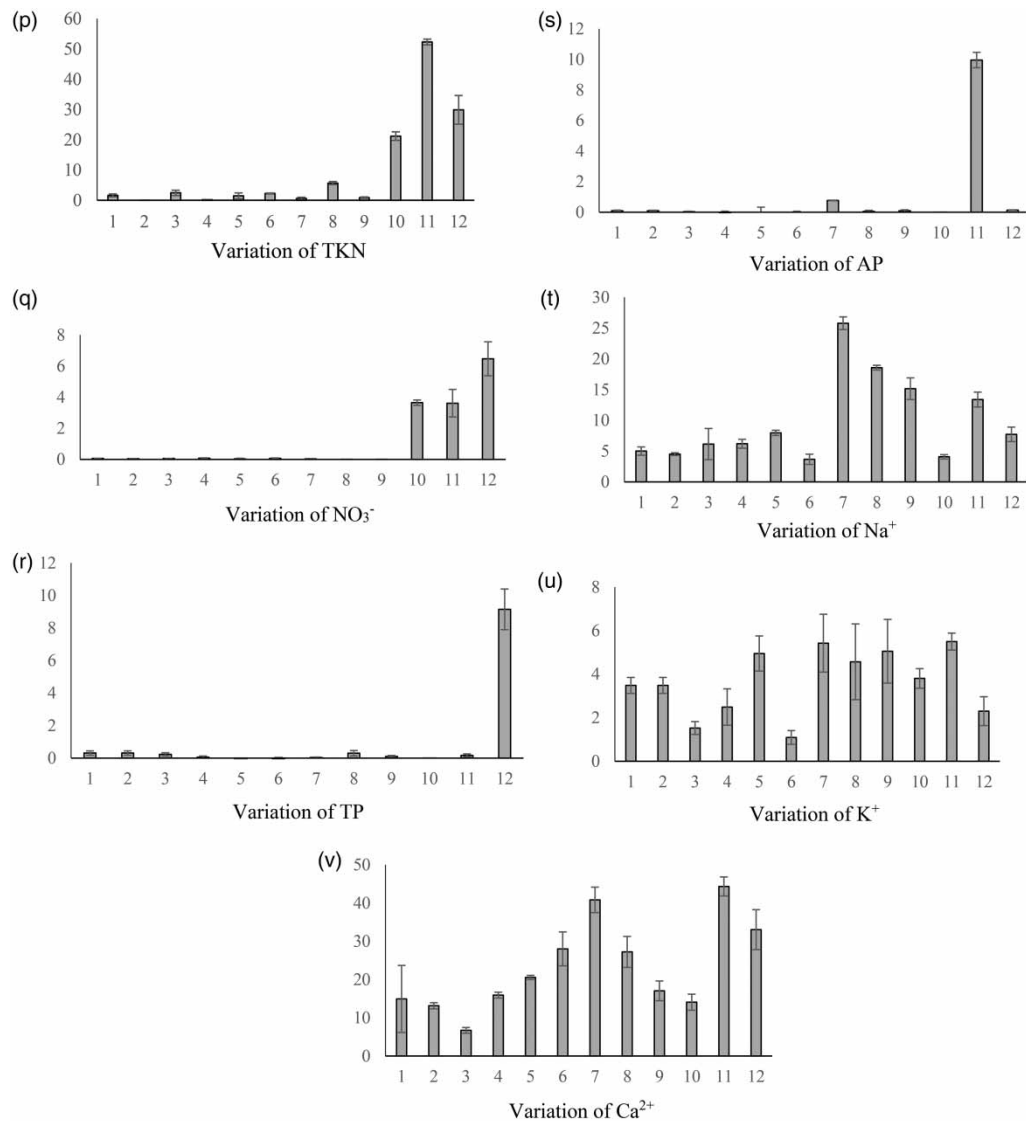 (p)
60
50
40
30
20
10
0
1 2 3 4 5 6 7 8 9 10 11 12
Variation of TKN
(s)
12
10
8
6
4
2
0
1 2 3 4 5 6 7 8 9 10 11 12
Variation of AP
(q)
8
6
4
2
0
1 2 3 4 5 6 7 8 9 10 11 12
Variation of NO₃⁻
(t)
30
25
20
15
10
5
0
1 2 3 4 5 6 7 8 9 10 11 12
Variation of Na⁺
(r)
12
10
8
6
4
2
0
1 2 3 4 5 6 7 8 9 10 11 12
Variation of TP
(u)
8
6
4
2
0
1 2 3 4 5 6 7 8 9 10 11 12
Variation of K⁺
(v)
50
40
30
20
10
0
1 2 3 4 5 6 7 8 9 10 11 12
Variation of Ca²⁺